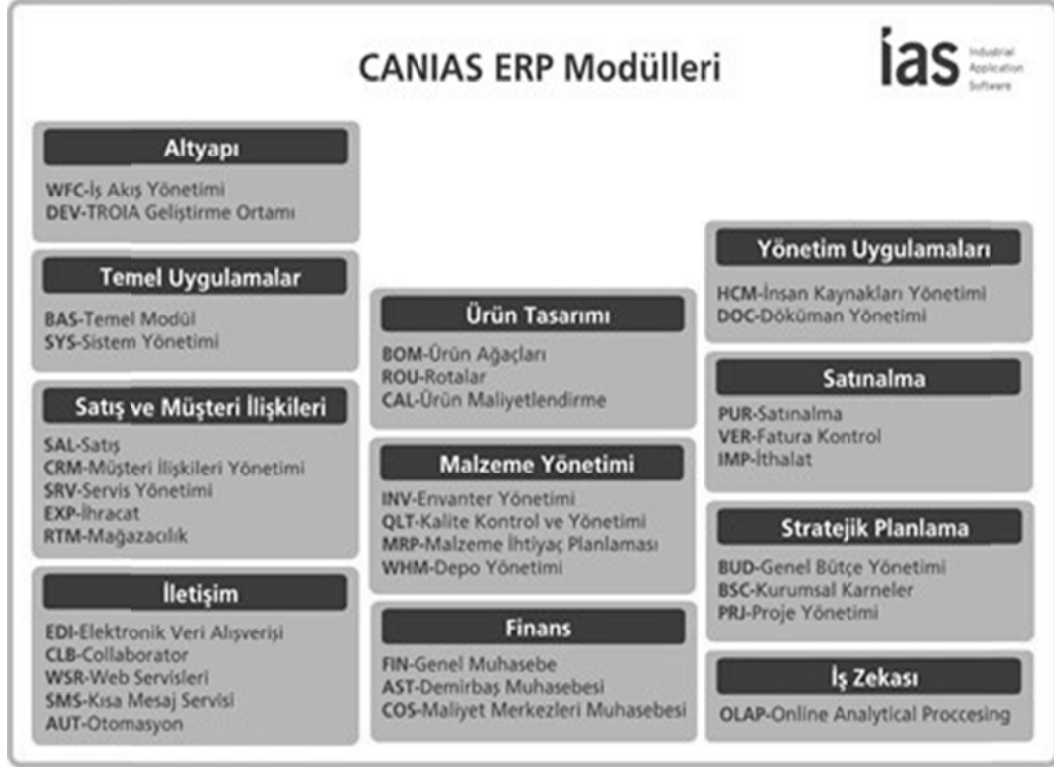 CANIAS ERP Modülleri
ias
Industrial
Application
Software
Altyapı
WFC-İş Akış Yönetimi
DEV-TROIA Geliştirme Ortamı
Temel Uygulamalar
BAS-Temel Modül
SYS-Sistem Yönetimi
Satış ve Müşteri İlişkileri
SAL-Satış
CRM-Müşteri İlişkileri Yönetimi
SRV-Servis Yönetimi
EXP-İhracat
RTM-Mağazacılık
İletişim
EDI-Elektronik Veri Alışverişi
CLB-Collaborator
WSR-Web Servisleri
SMS-Kısa Mesaj Servisi
AUT-Otomasyon
Ürün Tasarımı
BOM-Ürün Ağaçları
ROU-Rotalar
CAL-Ürün Maliyetlendirme
Malzeme Yönetimi
INV-Envanter Yönetimi
QLT-Kalite Kontrol ve Yönetimi
MRP-Malzeme İhtiyaç Planlaması
WHM-Depo Yönetimi
Finans
FIN-Genel Muhasebe
AST-Demirbaş Muhasebesi
COS-Maliyet Merkezleri Muhasebesi
Yönetim Uygulamaları
HCM-İnsan Kaynakları Yönetimi
DOC-Döküman Yönetimi
Satınalma
PUR-Satınalma
VER-Fatura Kontrol
IMP-İthalat
Stratejik Planlama
BUD-Genel Bütçe Yönetimi
BSC-Kurumsal Karneler
PRJ-Proje Yönetimi
İş Zekası
OLAP-Online Analytical Proccesing